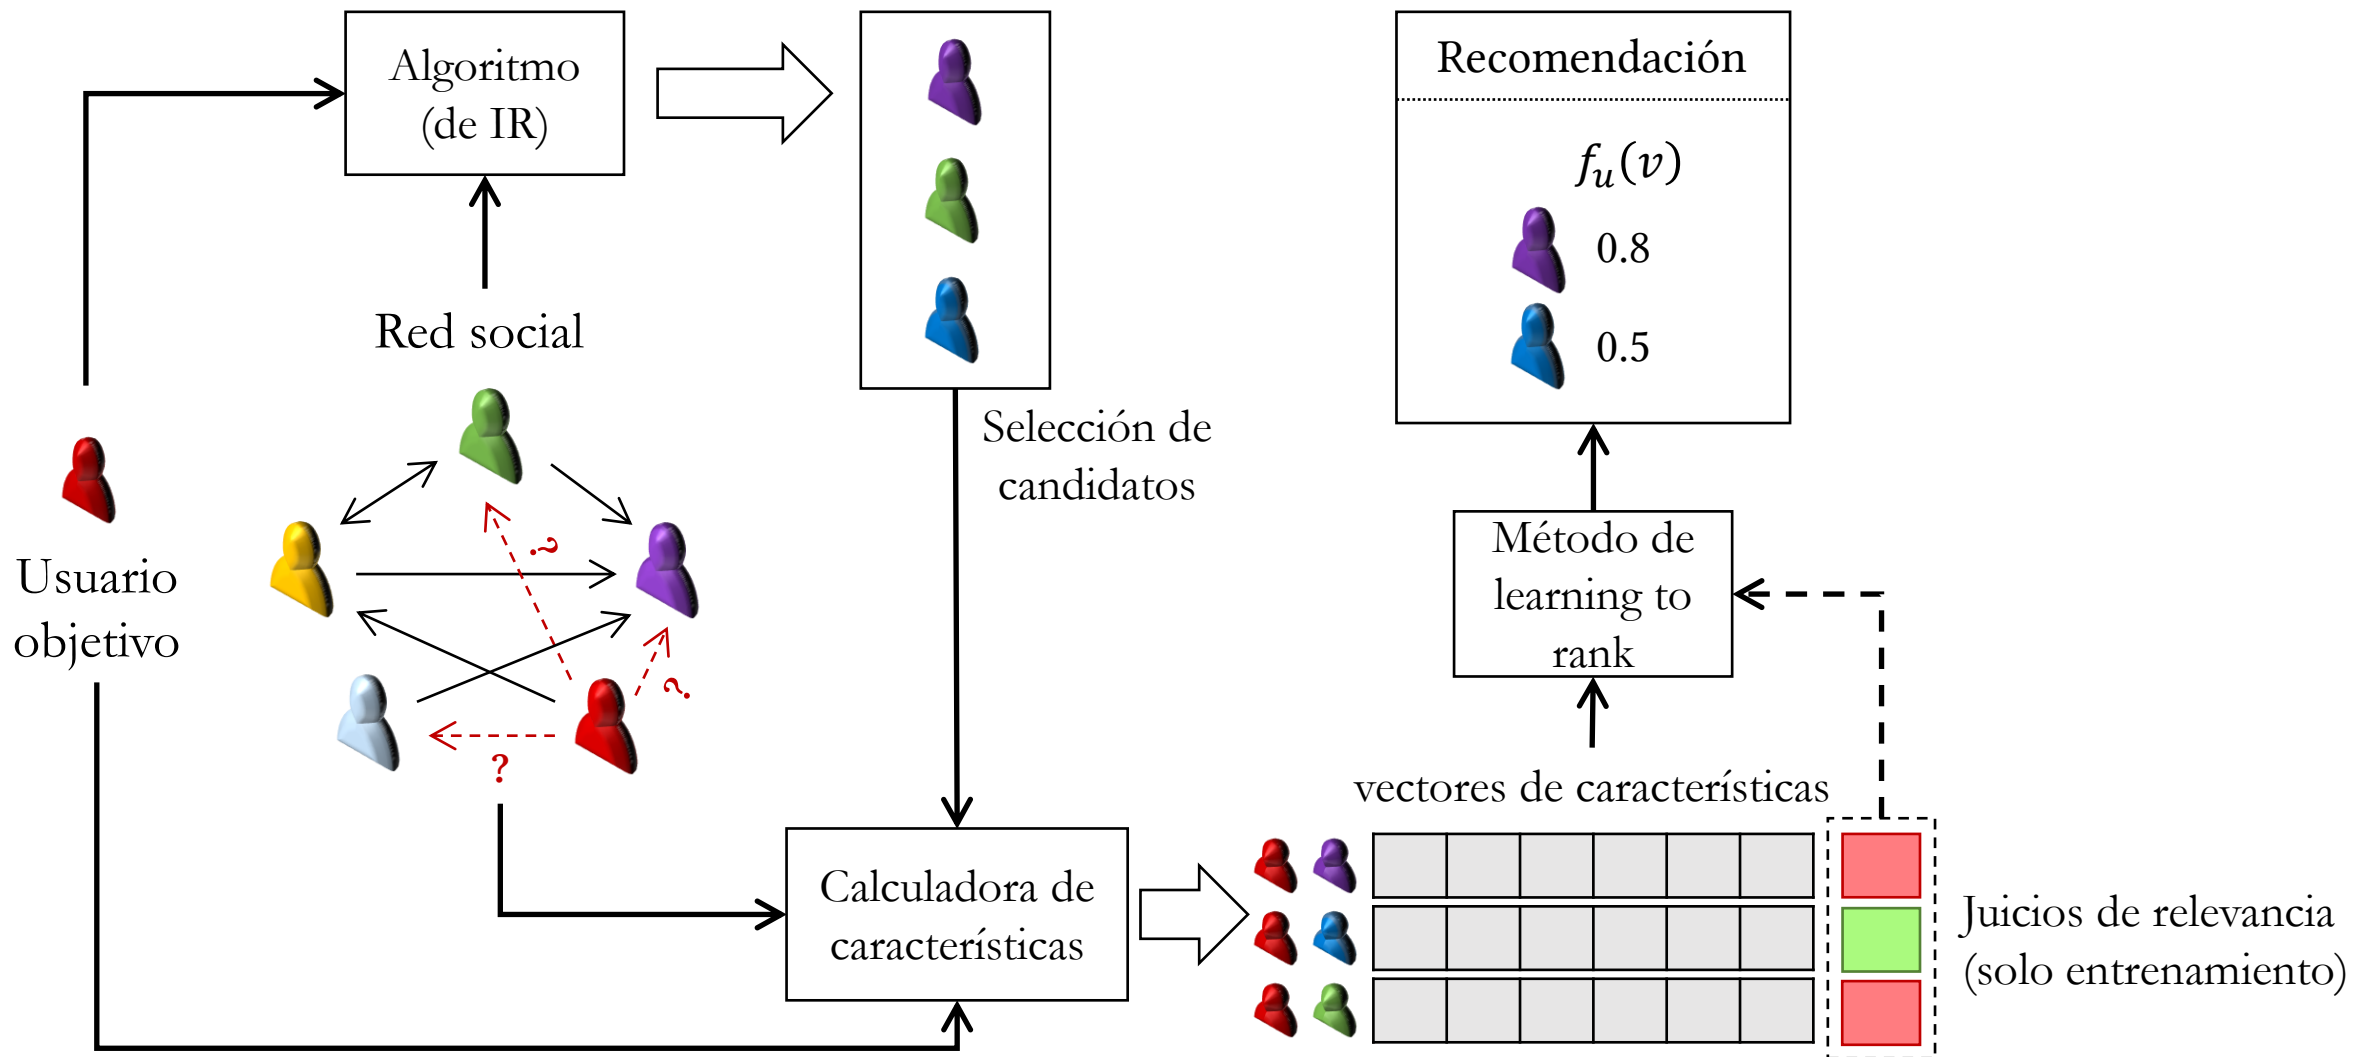 Algoritmo
(de IR)
Recomendación
f_u(v)
0.8
0.5
Red social
Selección de
candidatos
Usuario
objetivo
?
?
?
Método de
learning to
rank
vectores de características
Calculadora de
características
Juicios de relevancia
(solo entrenamiento)